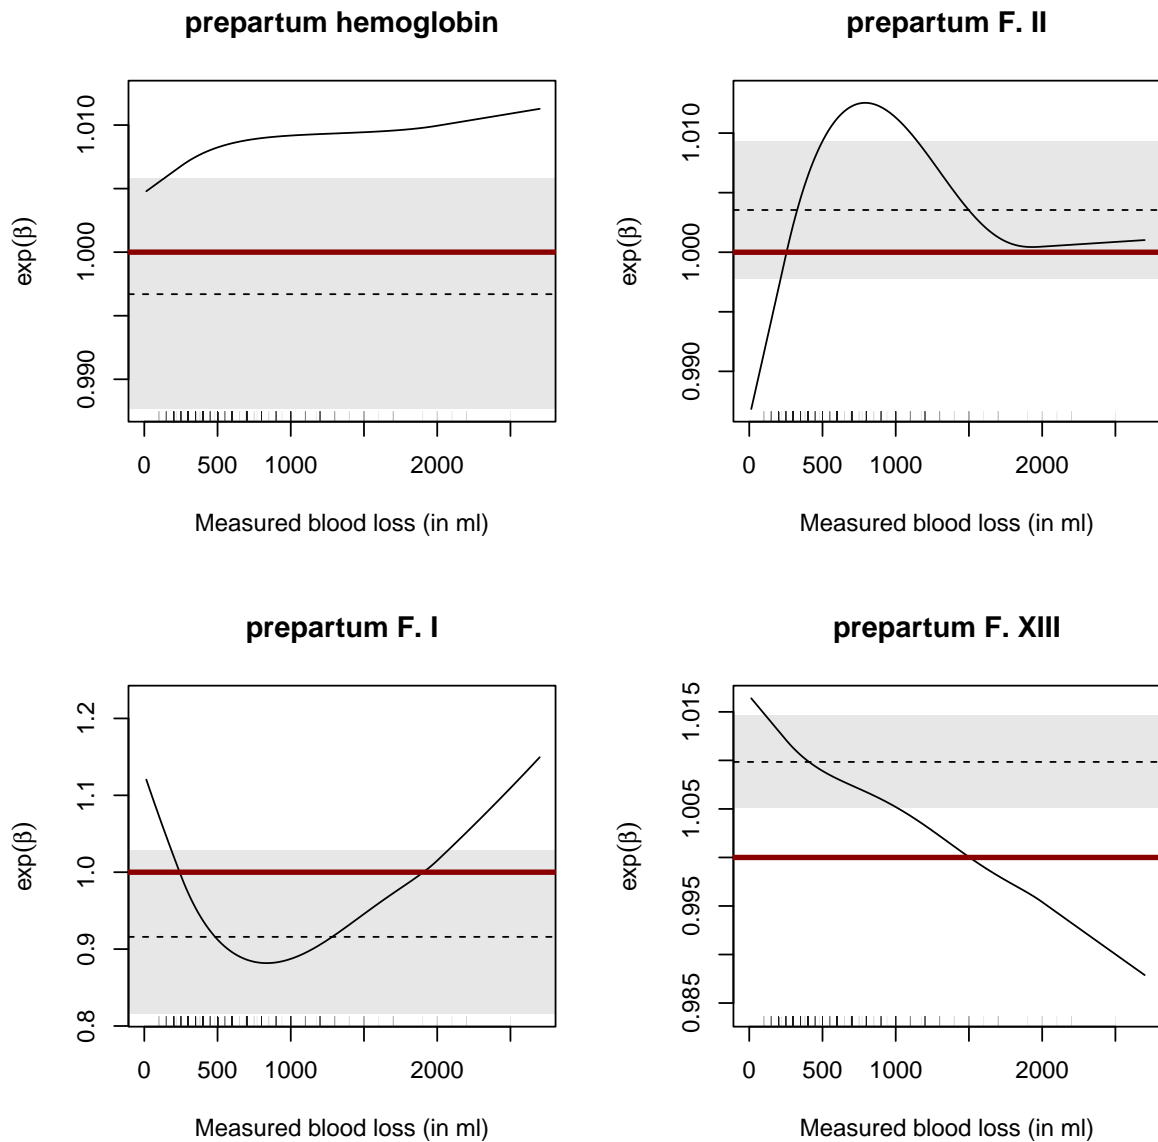 prepartum hemoglobin
exp(β)
1.010
1.000
0.990
0 500 1000 2000
Measured blood loss (in ml)
prepartum F. II
exp(β)
1.010
1.000
0.990
0 500 1000 2000
Measured blood loss (in ml)
prepartum F. I
exp(β)
1.2
1.1
1.0
0.9
0.8
0 500 1000 2000
Measured blood loss (in ml)
prepartum F. XIII
exp(β)
1.015
1.005
0.995
0.985
0 500 1000 2000
Measured blood loss (in ml)